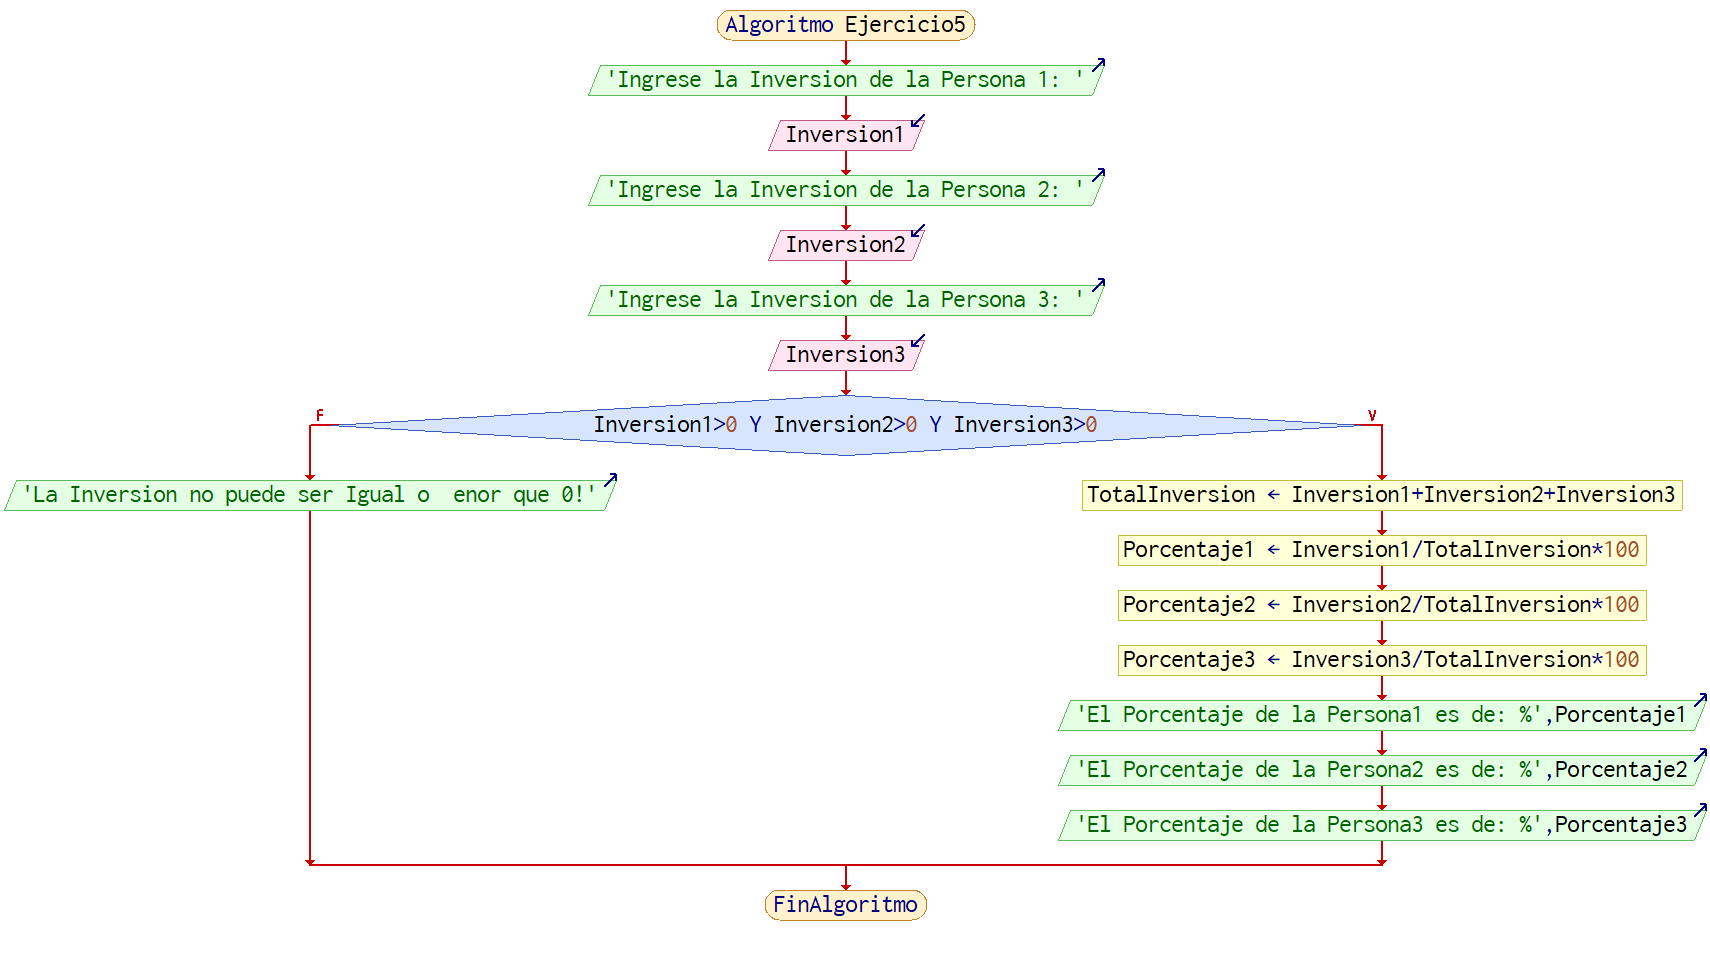 Algoritmo Ejercicio5
'Ingrese la Inversion de la Persona 1: '
Inversion1
'Ingrese la Inversion de la Persona 2: '
Inversion2
'Ingrese la Inversion de la Persona 3: '
Inversion3
F
V
Inversion1>0 Y Inversion2>0 Y Inversion3>0
'La Inversion no puede ser Igual o  enor que 0!'
TotalInversion ← Inversion1+Inversion2+Inversion3
Porcentaje1 ← Inversion1/TotalInversion*100
Porcentaje2 ← Inversion2/TotalInversion*100
Porcentaje3 ← Inversion3/TotalInversion*100
'El Porcentaje de la Persona1 es de: %',Porcentaje1
'El Porcentaje de la Persona2 es de: %',Porcentaje2
'El Porcentaje de la Persona3 es de: %',Porcentaje3
FinAlgoritmo